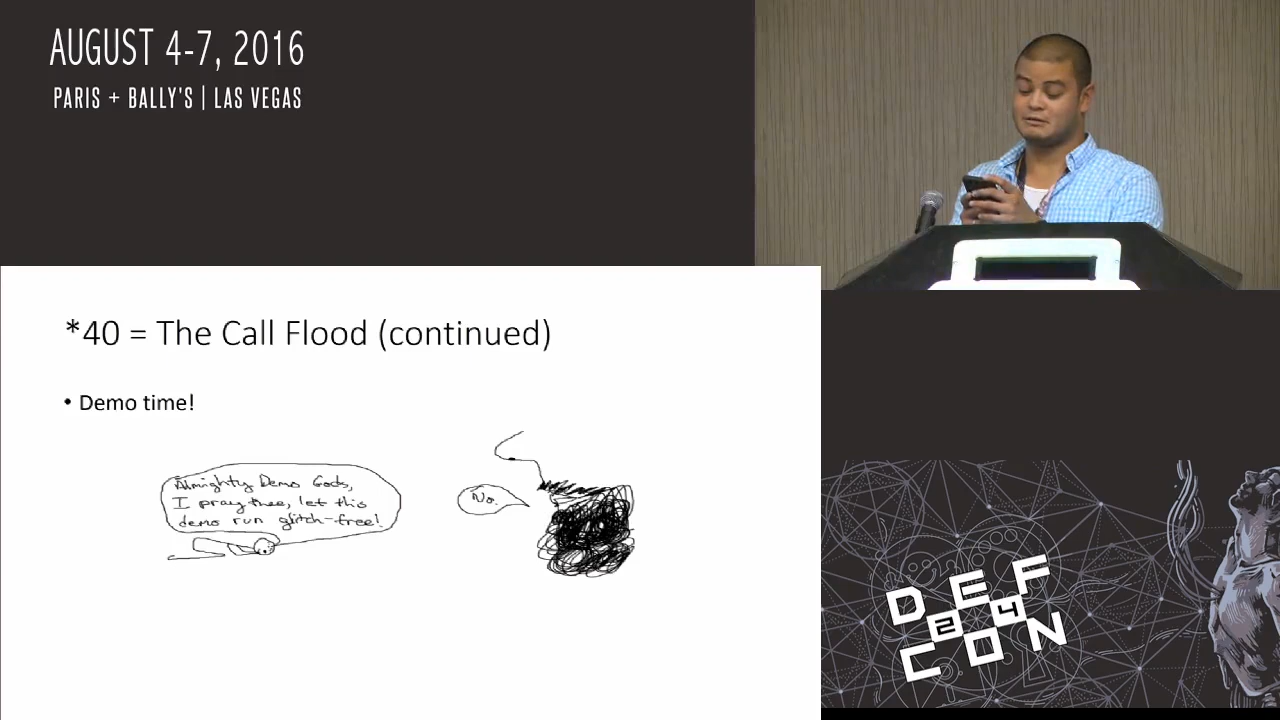 AUGUST 4-7, 2016
PARIS + BALLY'S | LAS VEGAS
*40 = The Call Flood (continued)
• Demo time!
Almighty Demo Gods,
I pray thee, let this
demo run glitch-free!
No.
DEF
24
CON